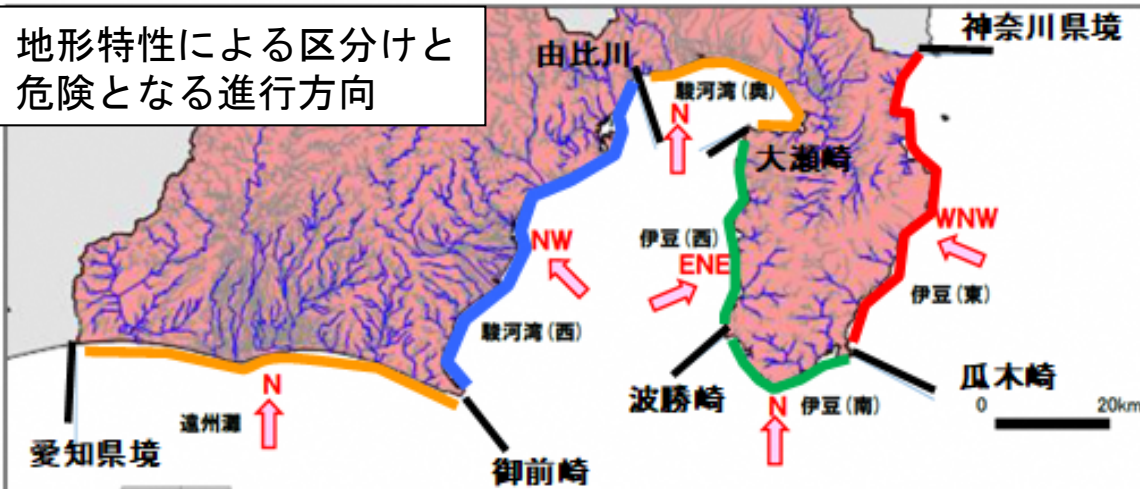 地形特性による区分けと
危険となる進行方向
神奈川県境
由比川
駿河湾(奥)
N
大瀬崎
WNW
NW
伊豆(西)
ENE
伊豆(東)
駿河湾(西)
瓜木崎
波勝崎
N
伊豆(南)
0 20km
N
遠州灘
愛知県境
御前崎